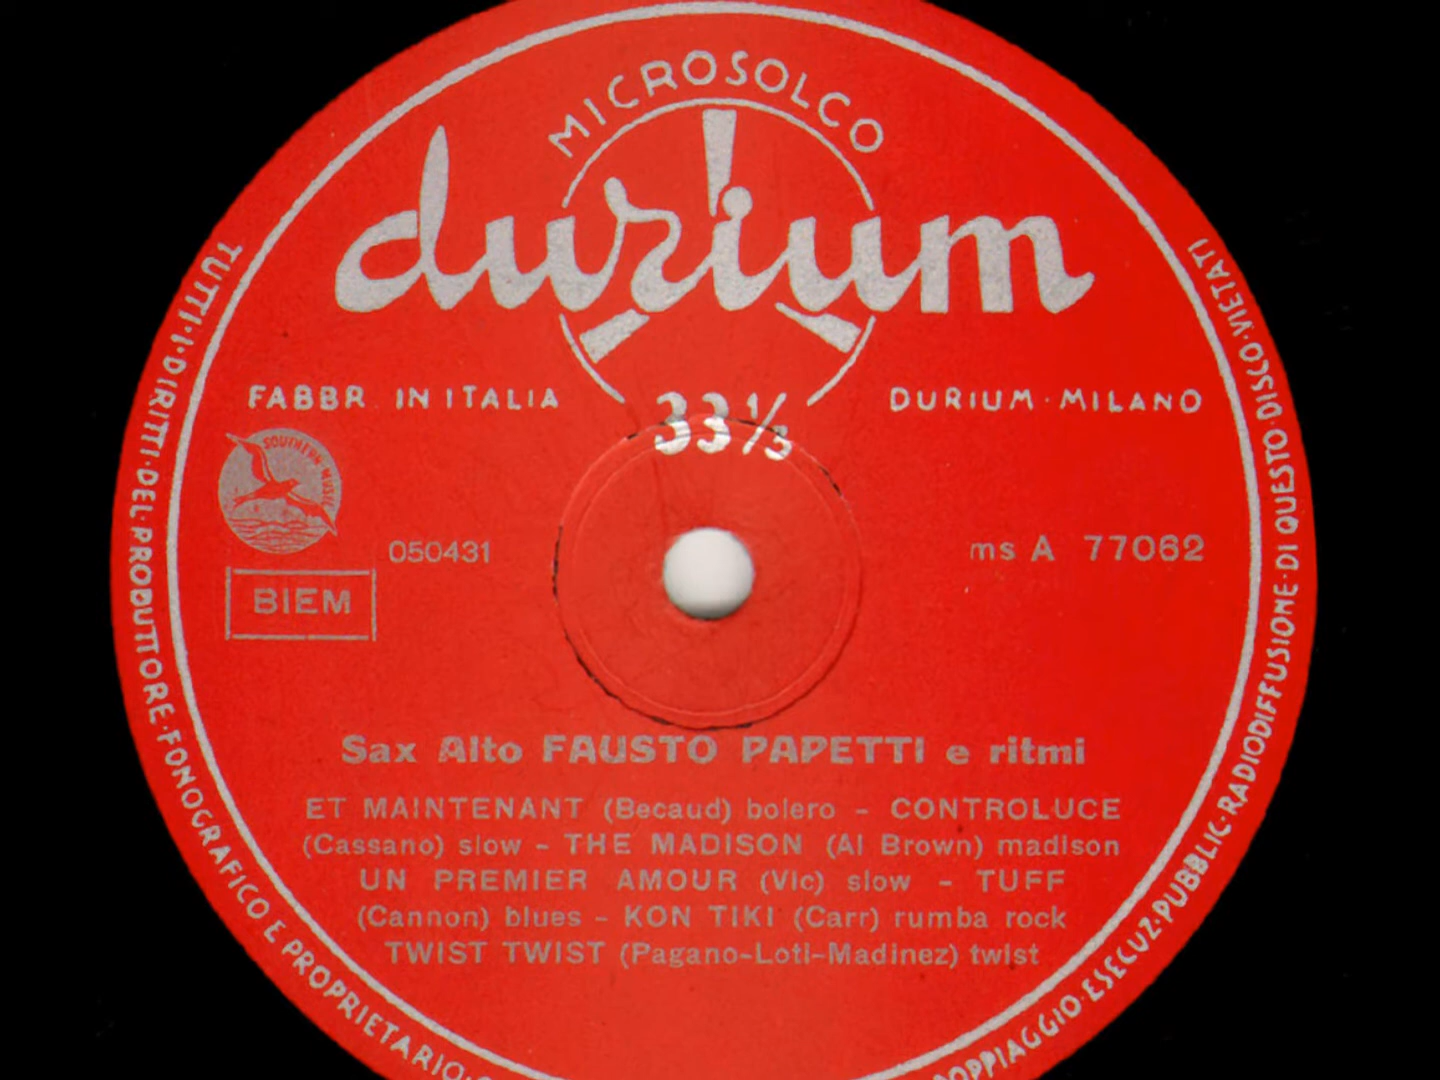 MICROSOLCO
durium
FABBR. IN ITALIA
33⅓
DURIUM · MILANO
SOUTHERN MUSIC
050431
ms A 77062
BIEM
Sax Alto FAUSTO PAPETTI e ritmi
ET MAINTENANT (Becaud) bolero – CONTROLUCE
(Cassano) slow – THE MADISON (Al Brown) madison
UN PREMIER AMOUR (Vic) slow – TUFF
(Cannon) blues – KON TIKI (Carr) rumba rock
TWIST TWIST (Pagano-Loti-Madinez) twist
TUTTI·I·DIRITTI·DEL·PRODUTTORE·FONOGRAFICO E PROPRIETARIO·
DOPPIAGGIO·ESECUZ·PUBBLIC·RADIODIFFUSIONE·DI QUESTO·DISCO·VIETATI